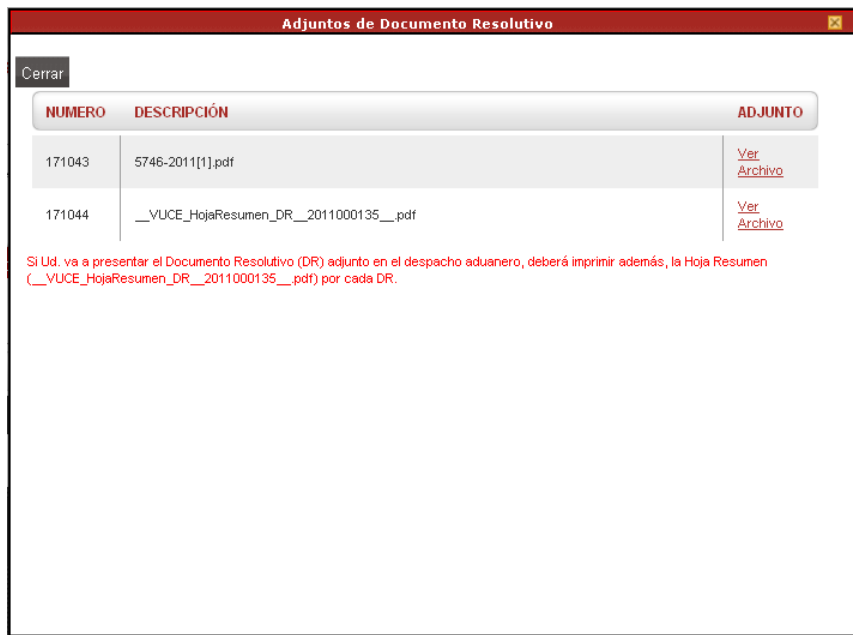 Adjuntos de Documento Resolutivo
Cerrar
NUMERO DESCRIPCIÓN ADJUNTO
171043 5746-2011[1].pdf Ver
Archivo
171044 __VUCE_HojaResumen_DR__2011000135__.pdf Ver
Archivo
Si Ud. va a presentar el Documento Resolutivo (DR) adjunto en el despacho aduanero, deberá imprimir además, la Hoja Resumen
(__VUCE_HojaResumen_DR__2011000135__.pdf) por cada DR.